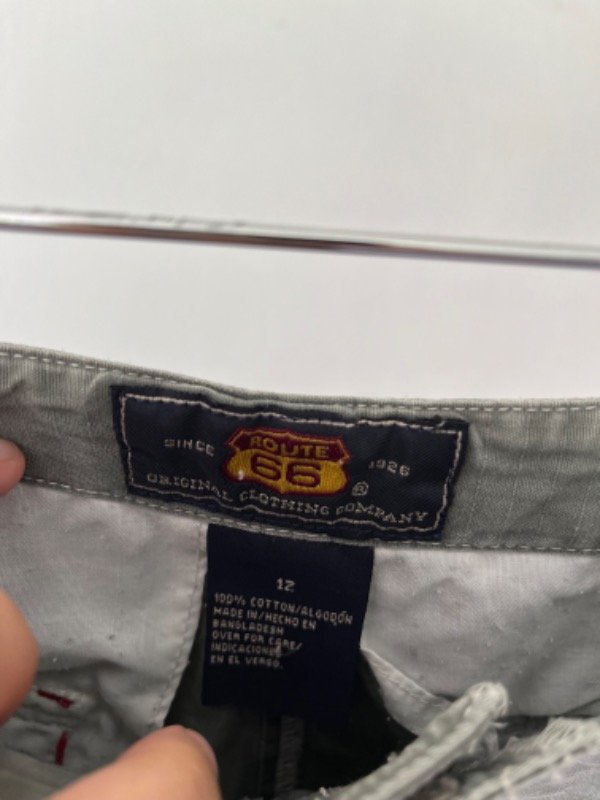 SINCE ROUTE 66 1926
®
ORIGINAL CLOTHING COMPANY
12
100% COTTON/ALGODÓN
MADE IN/HECHO EN
BANGLADESH
OVER FOR CARE/
INDICACIONE
EN EL VERSO.